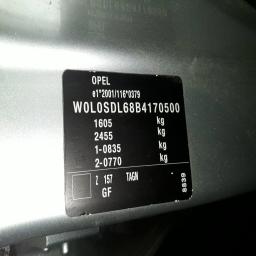 OPEL
e1*2001/116*0379
W0L0SDL68B4170500
1605 kg
2455 kg
1-0835 kg
2-0770 kg
Z 157 TAGN
GF
8839